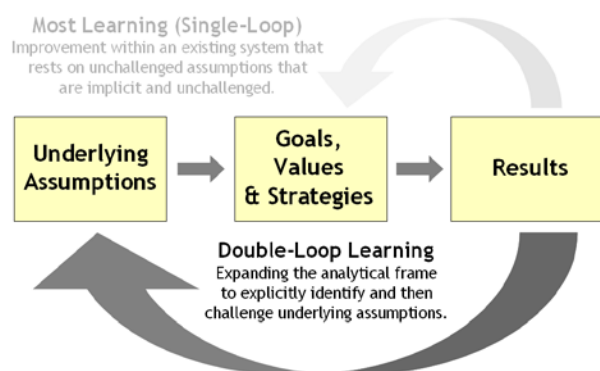 Most Learning (Single-Loop)
Improvement within an existing system that
rests on unchallenged assumptions that
are implicit and unchallenged.
Underlying
Assumptions
Goals,
Values
& Strategies
Results
Double-Loop Learning
Expanding the analytical frame
to explicitly identify and then
challenge underlying assumptions.